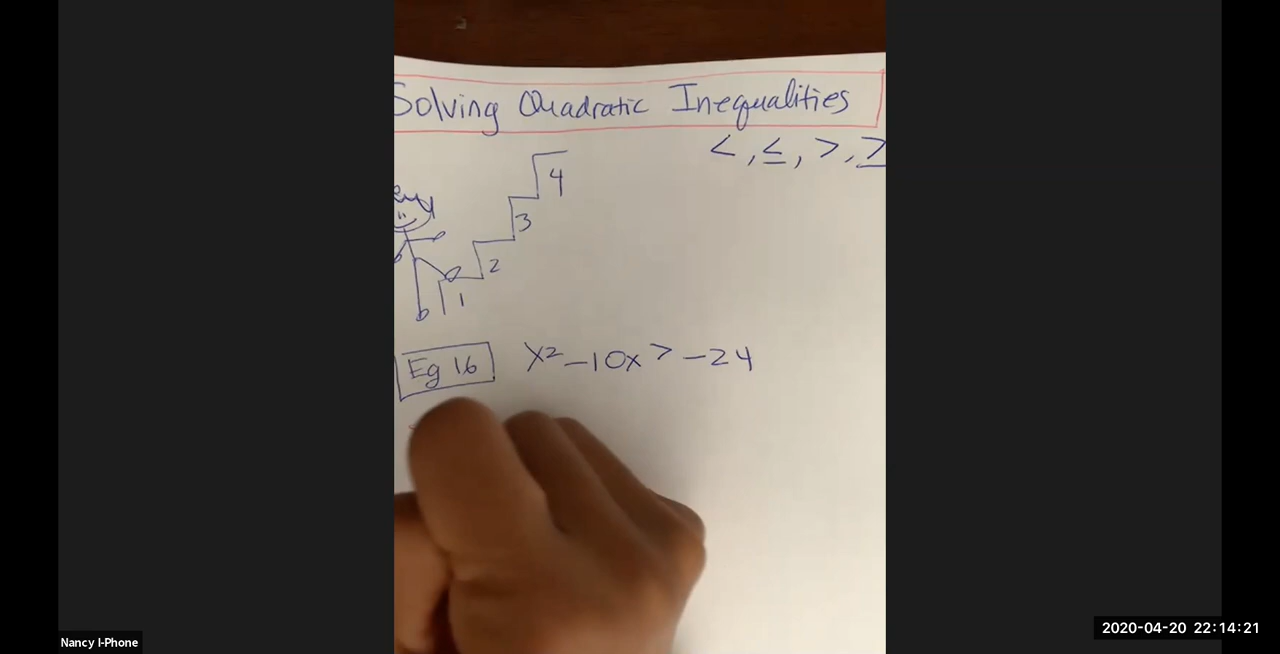 Solving Quadratic Inequalities
<, ≤, >, ≥
4
3
2
1
Eg 16 x² -10x > -24
Nancy I-Phone
2020-04-20 22:14:21